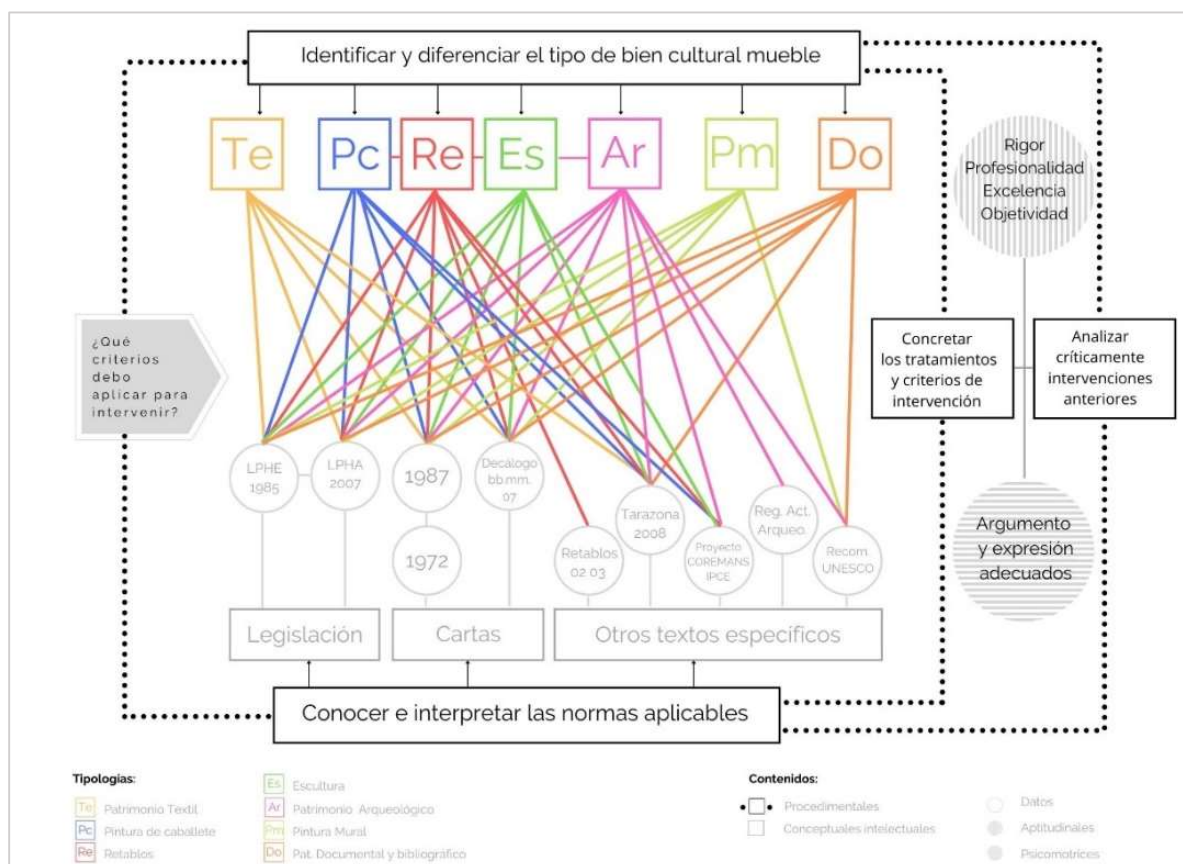 Identificar y diferenciar el tipo de bien cultural mueble
Te
Pc
Re
Es
Ar
Pm
Do
Rigor
Profesionalidad
Excelencia
Objetividad
¿Qué
criterios
debo
aplicar para
intervenir?
Concretar
los tratamientos
y criterios de
intervención
Analizar
críticamente
intervenciones
anteriores
LPHE
1985
LPHA
2007
1987
1972
Decálogo
bb.mm.
07
Retablos
02 03
Tarazona
2008
Proyecto
COREMANS
IPCE
Reg. Act.
Arqueo.
Recom.
UNESCO
Argumento
y expresión
adecuados
Legislación
Cartas
Otros textos específicos
Conocer e interpretar las normas aplicables
Tipologías:
Te Patrimonio Textil
Pc Pintura de caballete
Re Retablos
Es Escultura
Ar Patrimonio Arqueológico
Pm Pintura Mural
Do Pat. Documental y bibliográfico
Contenidos:
Procedimentales
Conceptuales intelectuales
Datos
Aptitudinales
Psicomotrices